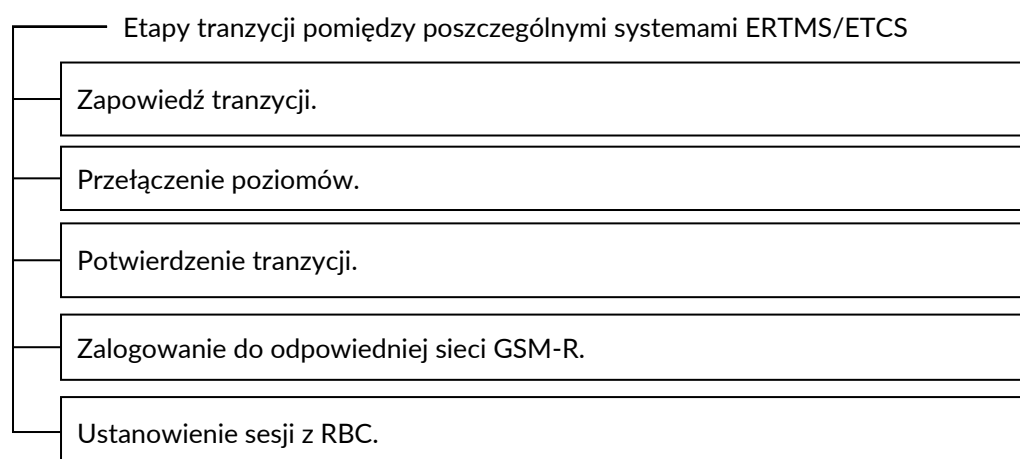 Etapy tranzycji pomiędzy poszczególnymi systemami ERTMS/ETCS
Zapowiedź tranzycji.
Przełączenie poziomów.
Potwierdzenie tranzycji.
Zalogowanie do odpowiedniej sieci GSM-R.
Ustanowienie sesji z RBC.